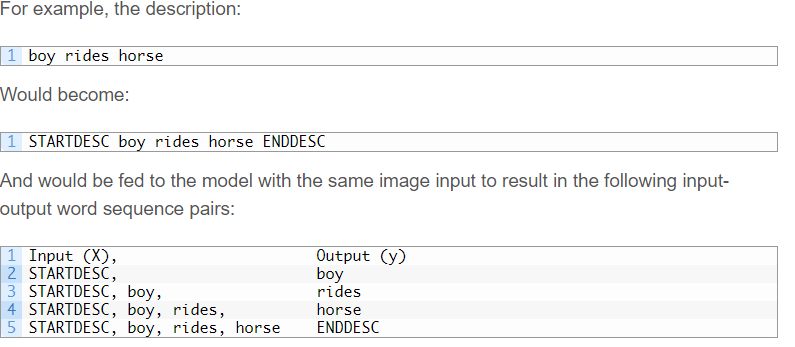 For example, the description:
1 boy rides horse
Would become:
1 STARTDESC boy rides horse ENDDESC
And would be fed to the model with the same image input to result in the following input-
output word sequence pairs:
1 Input (X), Output (y)
2 STARTDESC, boy
3 STARTDESC, boy, rides
4 STARTDESC, boy, rides, horse
5 STARTDESC, boy, rides, horse ENDDESC